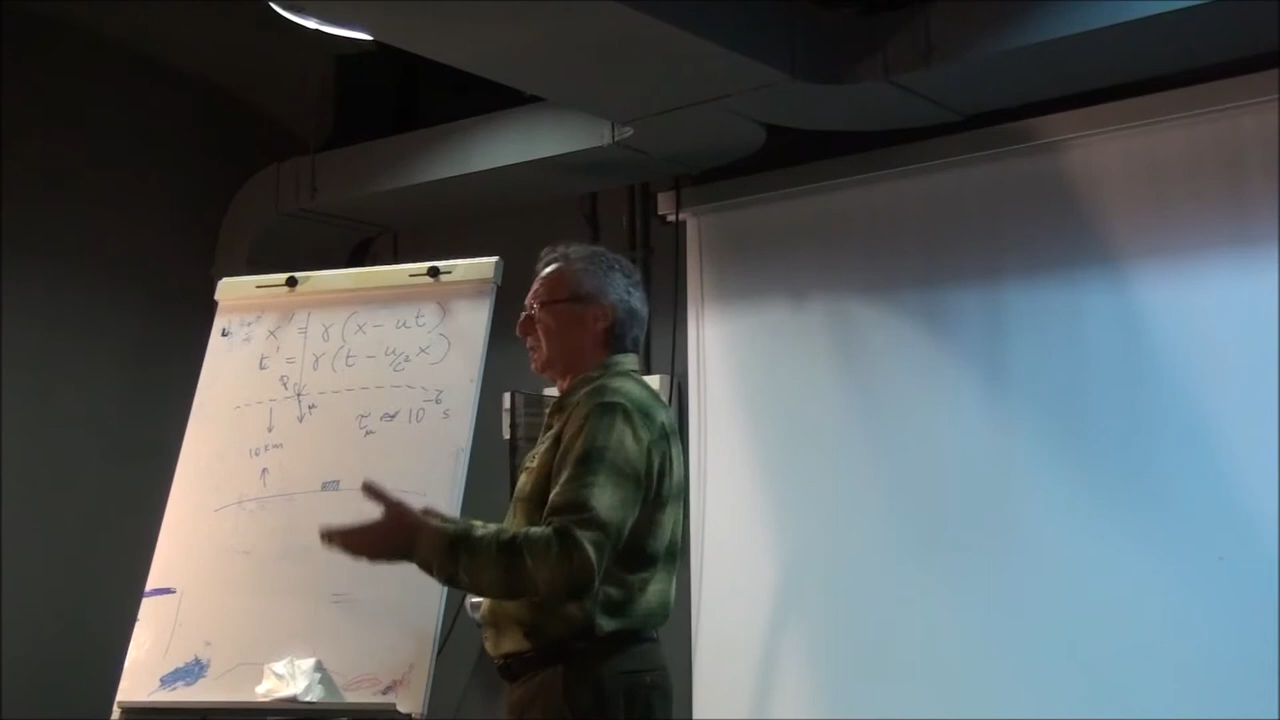 x' = γ(x - ut)
t' = γ(t - u/c² x)
P
μ
τμ ≈ 10⁻⁶ s
10 km